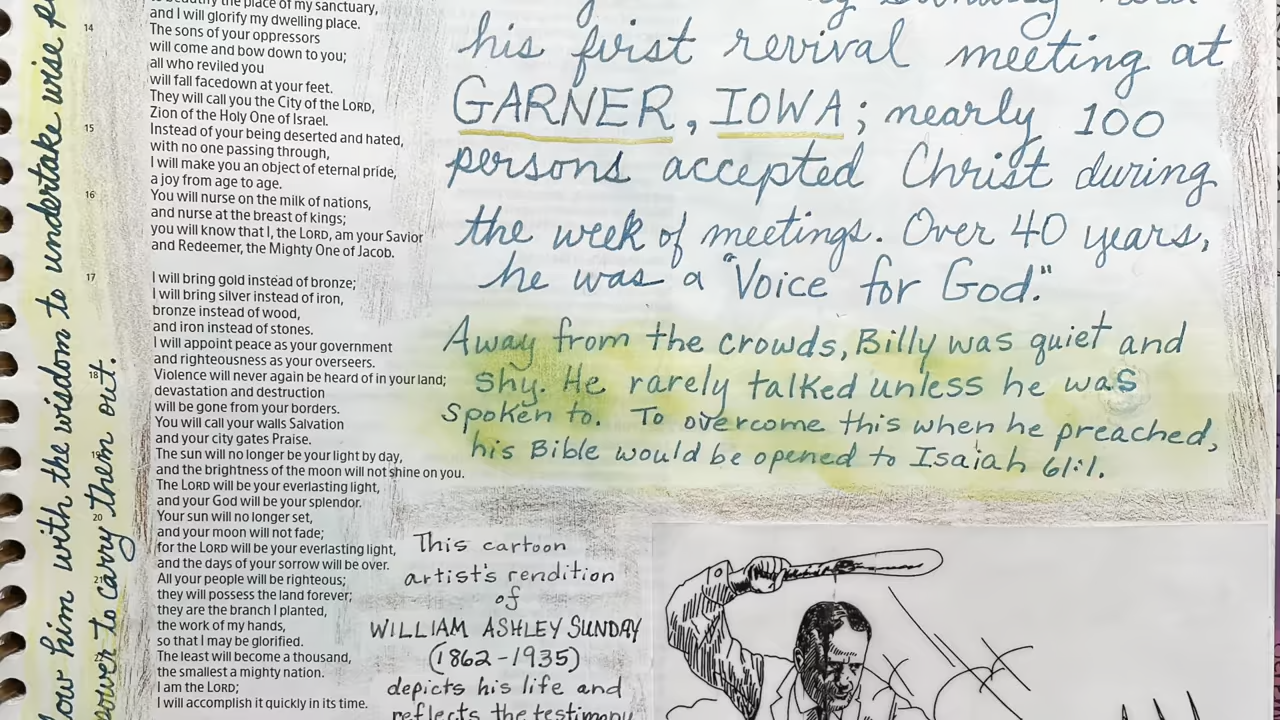 to beautify the place of my sanctuary,
and I will glorify my dwelling place.
14 The sons of your oppressors
will come and bow down to you;
all who reviled you
will fall facedown at your feet.
They will call you the City of the LORD,
Zion of the Holy One of Israel.
15 Instead of your being deserted and hated,
with no one passing through,
I will make you an object of eternal pride,
a joy from age to age.
16 You will nurse on the milk of nations,
and nurse at the breast of kings;
you will know that I, the LORD, am your Savior
and Redeemer, the Mighty One of Jacob.
17 I will bring gold instead of bronze;
I will bring silver instead of iron,
bronze instead of wood,
and iron instead of stones.
I will appoint peace as your government
and righteousness as your overseers.
18 Violence will never again be heard of in your land;
devastation and destruction
will be gone from your borders.
You will call your walls Salvation
and your city gates Praise.
19 The sun will no longer be your light by day,
and the brightness of the moon will not shine on you.
The LORD will be your everlasting light,
and your God will be your splendor.
20 Your sun will no longer set,
and your moon will not fade;
for the LORD will be your everlasting light,
and the days of your sorrow will be over.
21 All your people will be righteous;
they will possess the land forever;
they are the branch I planted,
the work of my hands,
so that I may be glorified.
22 The least will become a thousand,
the smallest a mighty nation.
I am the LORD;
I will accomplish it quickly in its time.
him with the wisdom to undertake wise
to carry them out.
his first revival meeting at
GARNER, IOWA; nearly 100
persons accepted Christ during
the week of meetings. Over 40 years,
he was a "Voice for God."
Away from the crowds, Billy was quiet and
shy. He rarely talked unless he was
spoken to. To overcome this when he preached,
his Bible would be opened to Isaiah 61:1.
This cartoon
artist's rendition
of
WILLIAM ASHLEY SUNDAY
(1862-1935)
depicts his life and
reflects the testimony